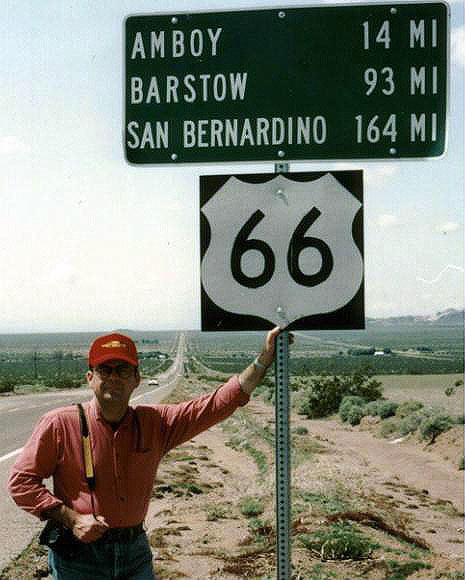 AMBOY 14 MI
BARSTOW 93 MI
SAN BERNARDINO 164 MI
66